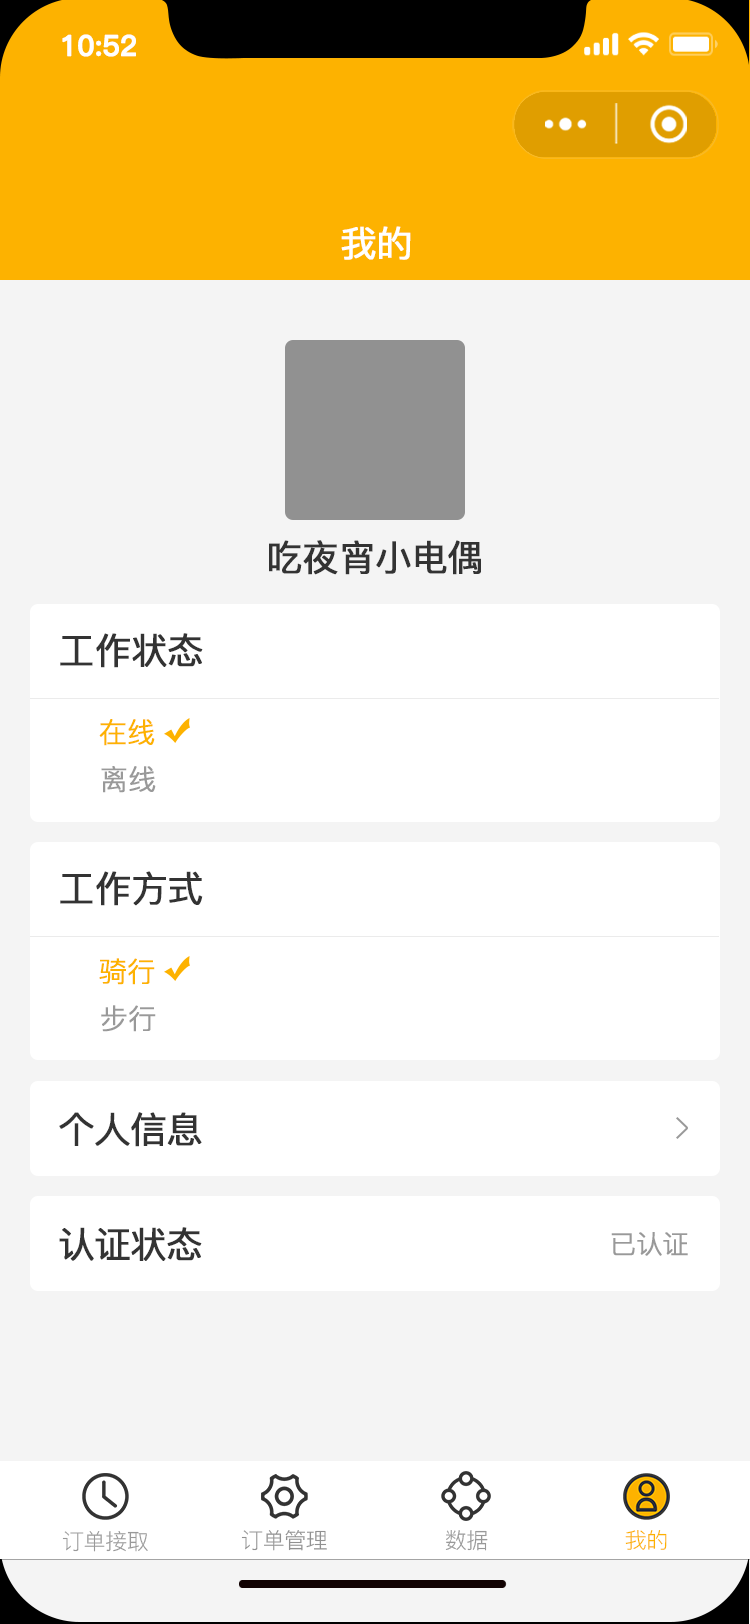 10:52
我的
吃夜宵小电偶
工作状态
在线
离线
工作方式
骑行
步行
个人信息
认证状态 已认证
订单接取 订单管理 数据 我的